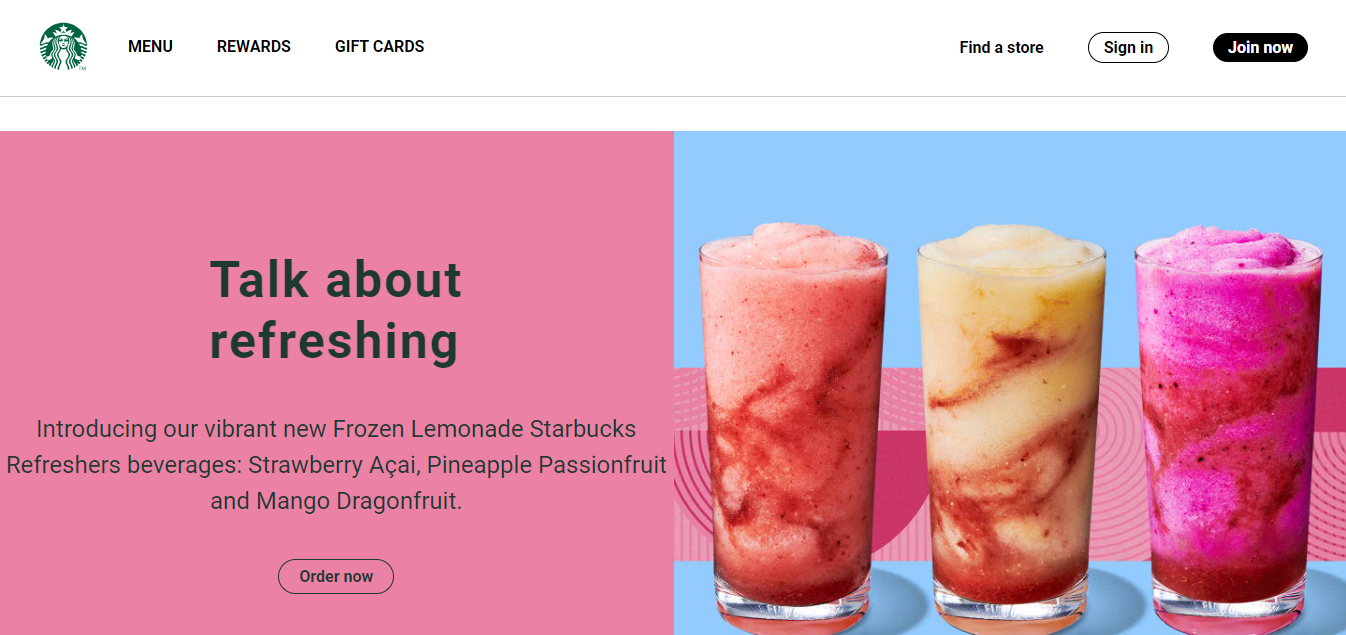 MENU
REWARDS
GIFT CARDS
Find a store
Sign in
Join now
TM
Talk about
refreshing
Introducing our vibrant new Frozen Lemonade Starbucks
Refreshers beverages: Strawberry Açai, Pineapple Passionfruit
and Mango Dragonfruit.
Order now